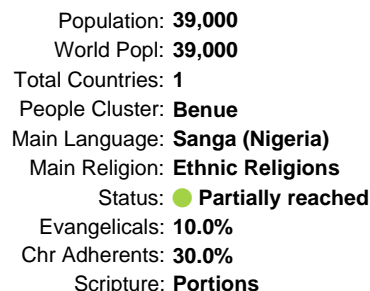 Population: 39,000
World Popl: 39,000
Total Countries: 1
People Cluster: Benue
Main Language: Sanga (Nigeria)
Main Religion: Ethnic Religions
Status: Partially reached
Evangelicals: 10.0%
Chr Adherents: 30.0%
Scripture: Portions